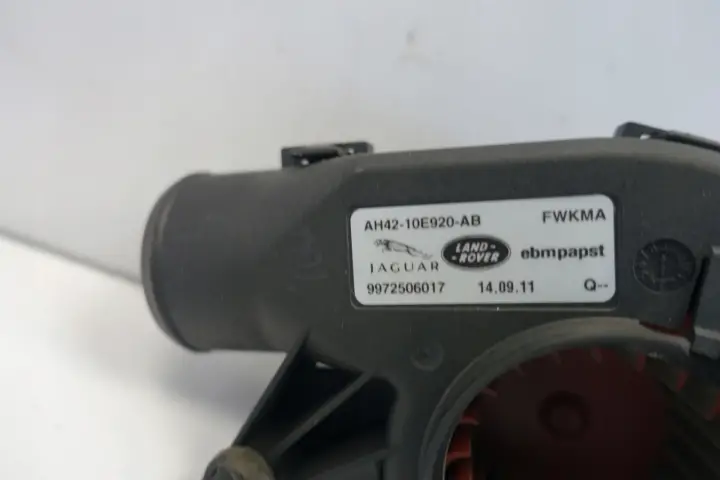 AH42-10E920-AB FWKMA
JAGUAR LAND ROVER ebmpapst
9972506017 14.09.11 Q--